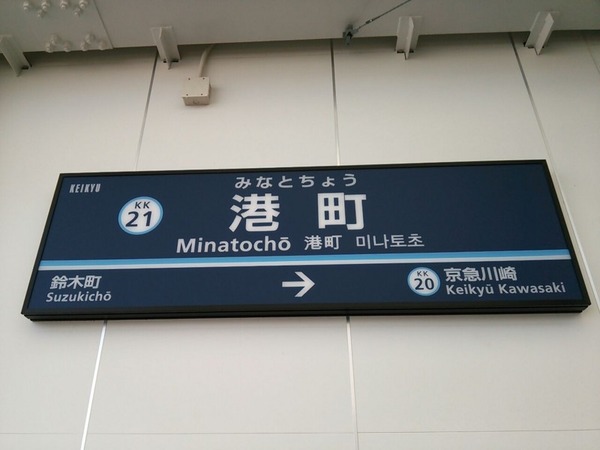 KEIKYU
みなとちょう
KK
21
港町
Minatochō 港町 미나토초
鈴木町
Suzukichō
→
KK
20
京急川崎
Keikyū Kawasaki